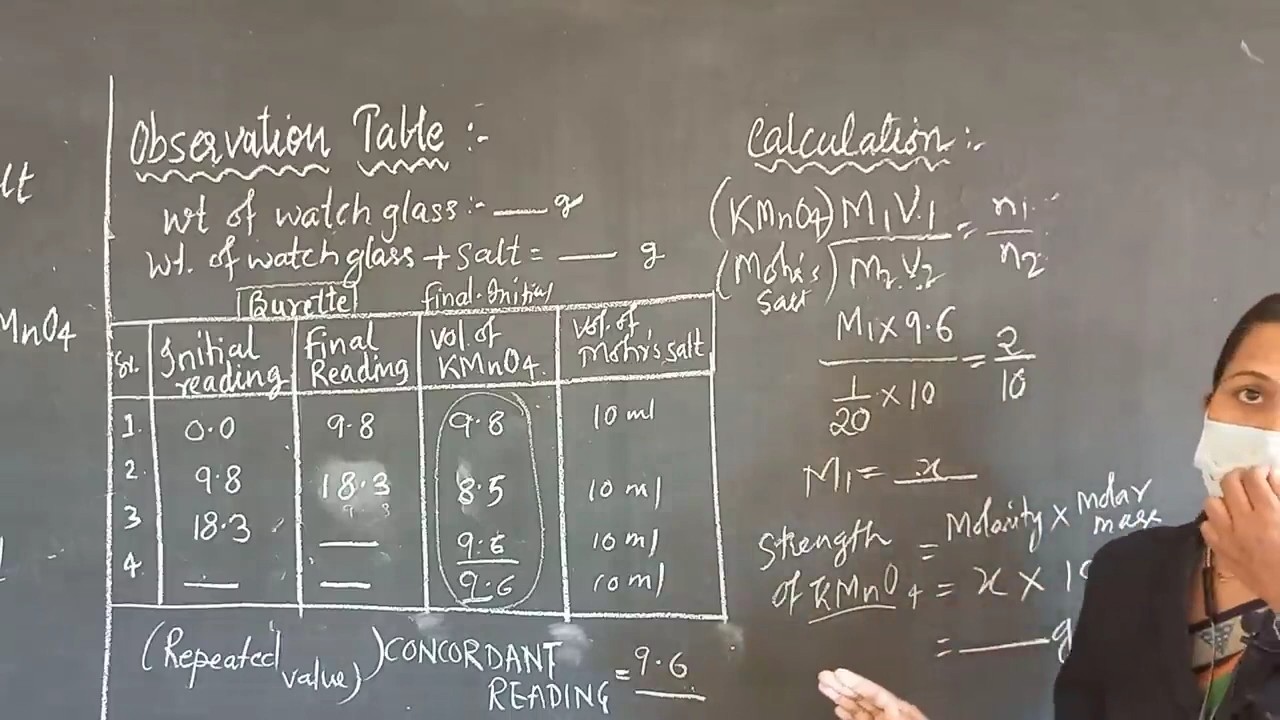 lt
MnO4
Observation Table :-
wt of watch glass :- ___ g
wt. of watch glass + salt = ___ g
Burette final-Initial
Sr. Initial reading Final Reading Vol. of KMnO4. Vol. of Mohr's salt
1. 0.0 9.8 9.8 10 ml
2. 9.8 18.3 8.5 10 ml
3 18.3 ___ 9.6 10 ml
4. ___ ___ 9.6 10 ml
(Repeated value) CONCORDANT READING = 9.6
Calculation :-
(KMnO4) M1V1 = n1
(Mohr's salt) M2V2 n2
M1 x 9.6 = 2
1/20 x 10 10
M1 = x
Strength of KMnO4 = Molarity x molar mass
= x x
= ___ g